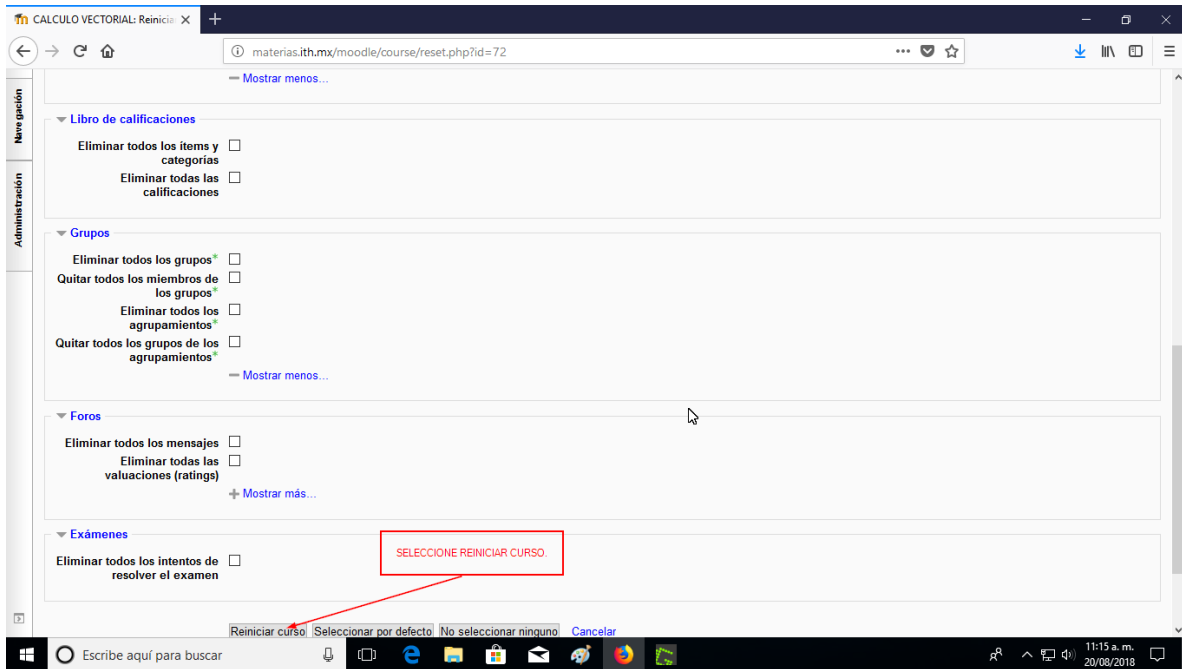 CALCULO VECTORIAL: Reinicia
materias.ith.mx/moodle/course/reset.php?id=72
Navegación
Administración
Mostrar menos...
Libro de calificaciones
Eliminar todos los ítems y
categorías
Eliminar todas las
calificaciones
Grupos
Eliminar todos los grupos*
Quitar todos los miembros de
los grupos*
Eliminar todos los
agrupamientos*
Quitar todos los grupos de los
agrupamientos*
Mostrar menos...
Foros
Eliminar todos los mensajes
Eliminar todas las
valuaciones (ratings)
Mostrar más...
Exámenes
Eliminar todos los intentos de
resolver el examen
SELECCIONE REINICIAR CURSO.
Reiniciar curso Seleccionar por defecto No seleccionar ninguno Cancelar
Escribe aquí para buscar
11:15 a. m.
20/08/2018